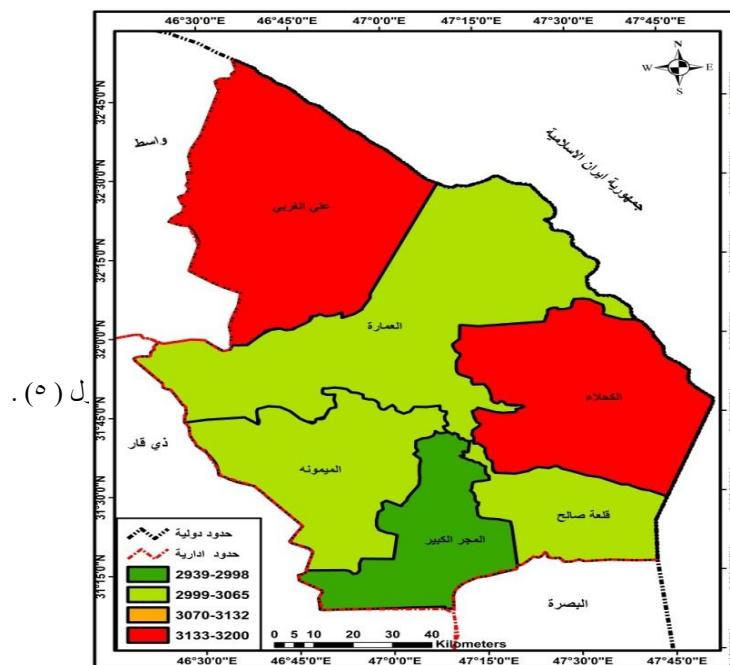 46°30'0"E 46°45'0"E 47°0'0"E 47°15'0"E 47°30'0"E 47°45'0"E
N
W E
S
32°45'0"N
واسط
جمهورية ايران الاسلامية
32°30'0"N
علي الغربي
32°15'0"N
32°0'0"N
العمارة
الكحلاء
ل (٥) .
31°45'0"N
ذي قار
الميمونه
31°30'0"N
قلعة صالح
المجر الكبير
حدود دولية
حدود ادارية
31°15'0"N
2939-2998
2999-3065
3070-3132
3133-3200
البصرة
0 5 10 20 30 40
Kilometers
46°30'0"E 46°45'0"E 47°0'0"E 47°15'0"E 47°30'0"E 47°45'0"E